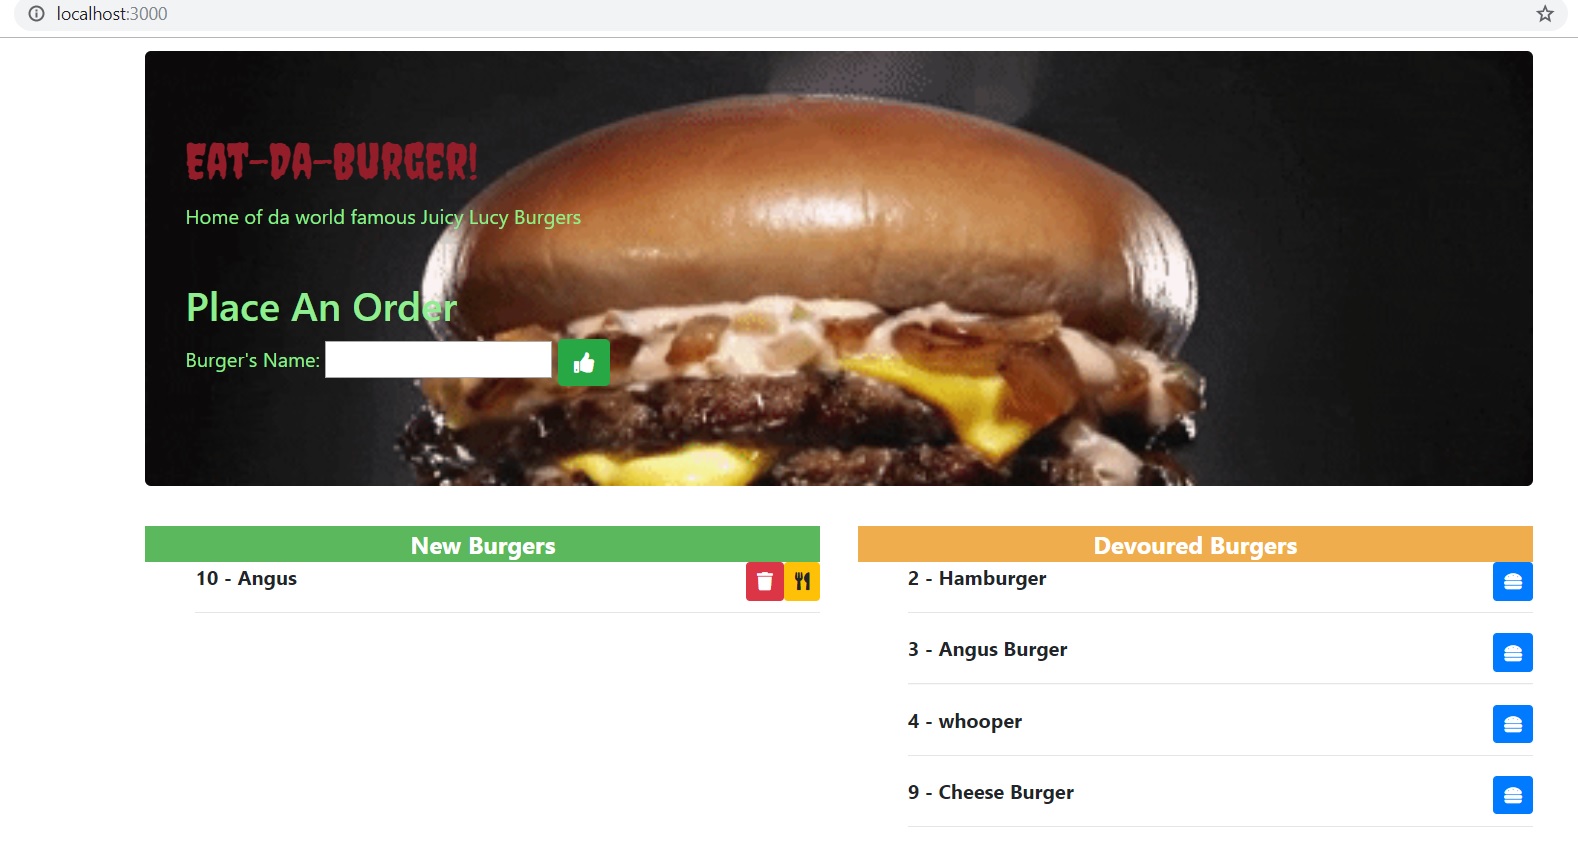 localhost:3000
EAT-DA-BURGER!
Home of da world famous Juicy Lucy Burgers
Place An Order
Burger's Name:
New Burgers
10 - Angus
Devoured Burgers
2 - Hamburger
3 - Angus Burger
4 - whooper
9 - Cheese Burger